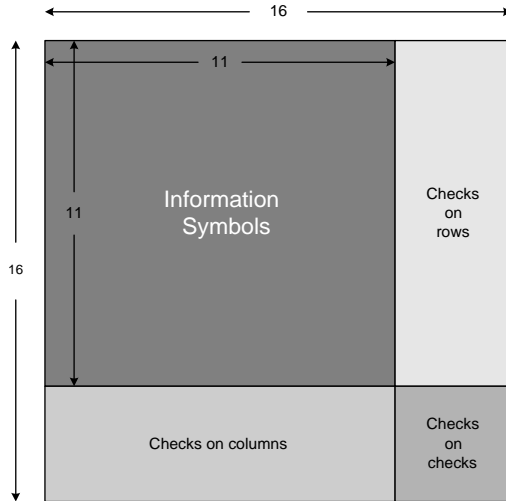 16
11
Information
Symbols
Checks
on
rows
11
16
Checks on columns
Checks
on
checks